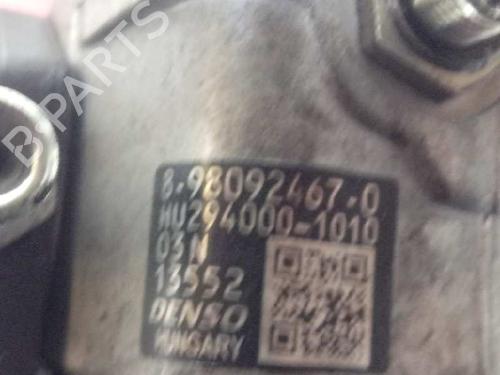 B-PARTS
8-98092467-0
HU294000-1010
03N
13552
DENSO
HUNGARY